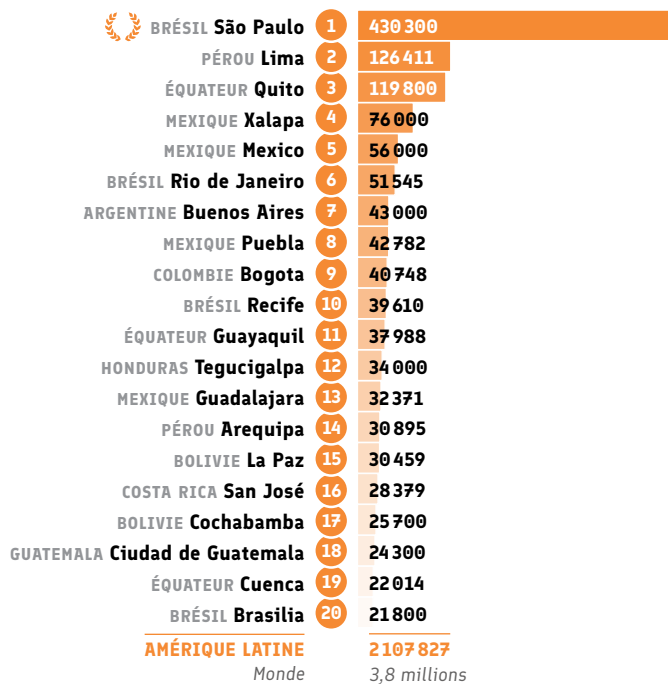 BRÉSIL São Paulo 1 430 300
PÉROU Lima 2 126 411
ÉQUATEUR Quito 3 119 800
MEXIQUE Xalapa 4 76 000
MEXIQUE Mexico 5 56 000
BRÉSIL Rio de Janeiro 6 51 545
ARGENTINE Buenos Aires 7 43 000
MEXIQUE Puebla 8 42 782
COLOMBIE Bogota 9 40 748
BRÉSIL Recife 10 39 610
ÉQUATEUR Guayaquil 11 37 988
HONDURAS Tegucigalpa 12 34 000
MEXIQUE Guadalajara 13 32 371
PÉROU Arequipa 14 30 895
BOLIVIE La Paz 15 30 459
COSTA RICA San José 16 28 379
BOLIVIE Cochabamba 17 25 700
GUATEMALA Ciudad de Guatemala 18 24 300
ÉQUATEUR Cuenca 19 22 014
BRÉSIL Brasilia 20 21 800
AMÉRIQUE LATINE 2 107 827
Monde 3,8 millions